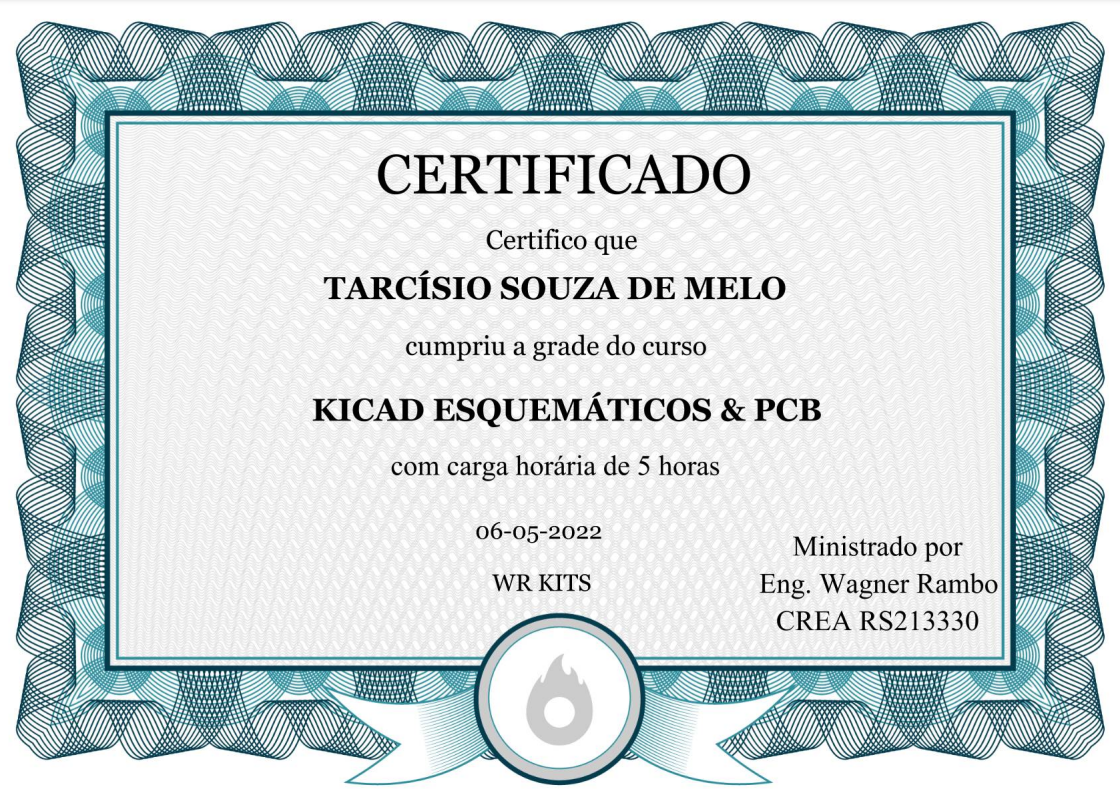 CERTIFICADO
Certifico que
TARCÍSIO SOUZA DE MELO
cumpriu a grade do curso
KICAD ESQUEMÁTICOS & PCB
com carga horária de 5 horas
06-05-2022
WR KITS
Ministrado por
Eng. Wagner Rambo
CREA RS213330